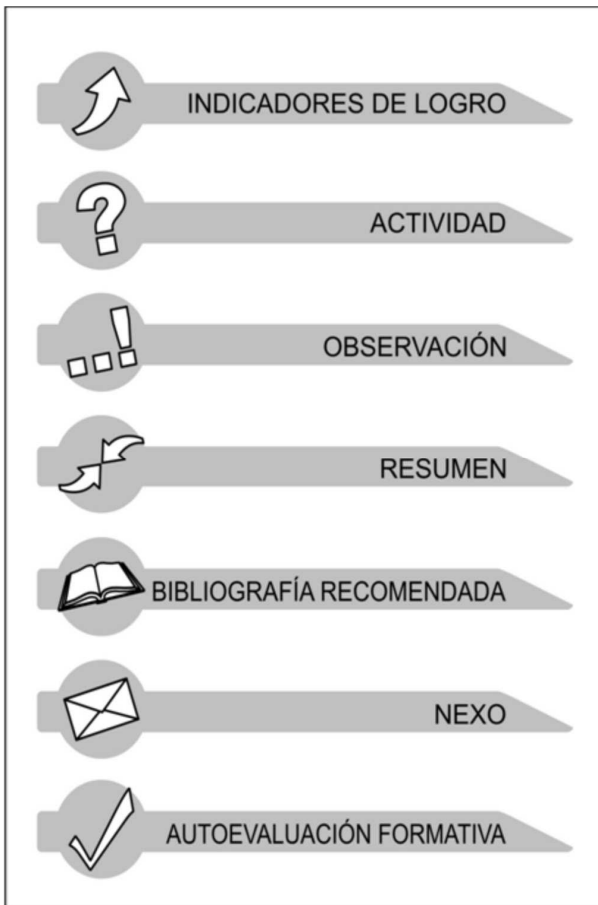 INDICADORES DE LOGRO
ACTIVIDAD
OBSERVACIÓN
RESUMEN
BIBLIOGRAFÍA RECOMENDADA
NEXO
AUTOEVALUACIÓN FORMATIVA